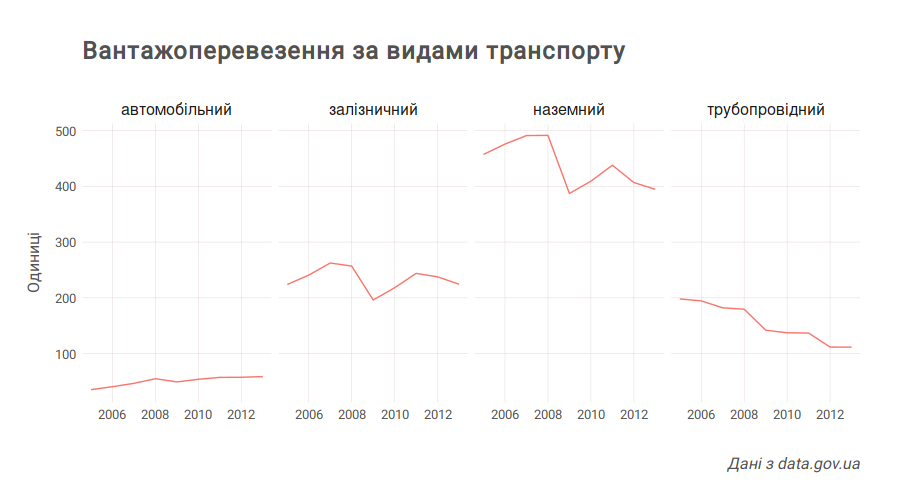 Вантажоперевезення за видами транспорту
автомобільний залізничний наземний трубопровідний
500
400
300
200
100
Одиниці
2006 2008 2010 2012 2006 2008 2010 2012 2006 2008 2010 2012 2006 2008 2010 2012
Дані з data.gov.ua